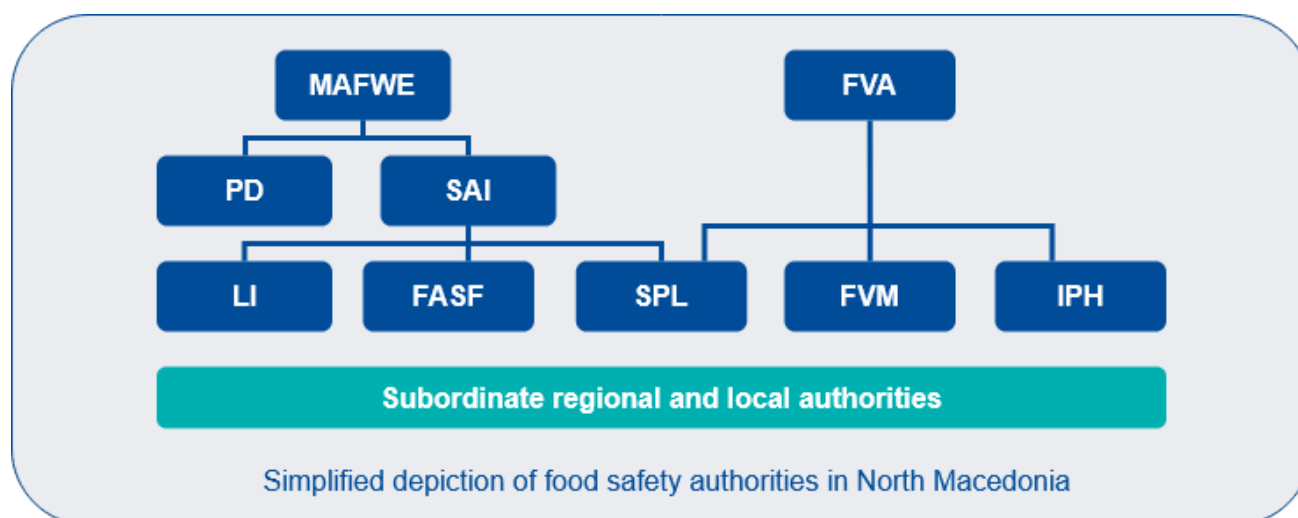 MAFWE
FVA
PD
SAI
LI
FASF
SPL
FVM
IPH
Subordinate regional and local authorities
Simplified depiction of food safety authorities in North Macedonia